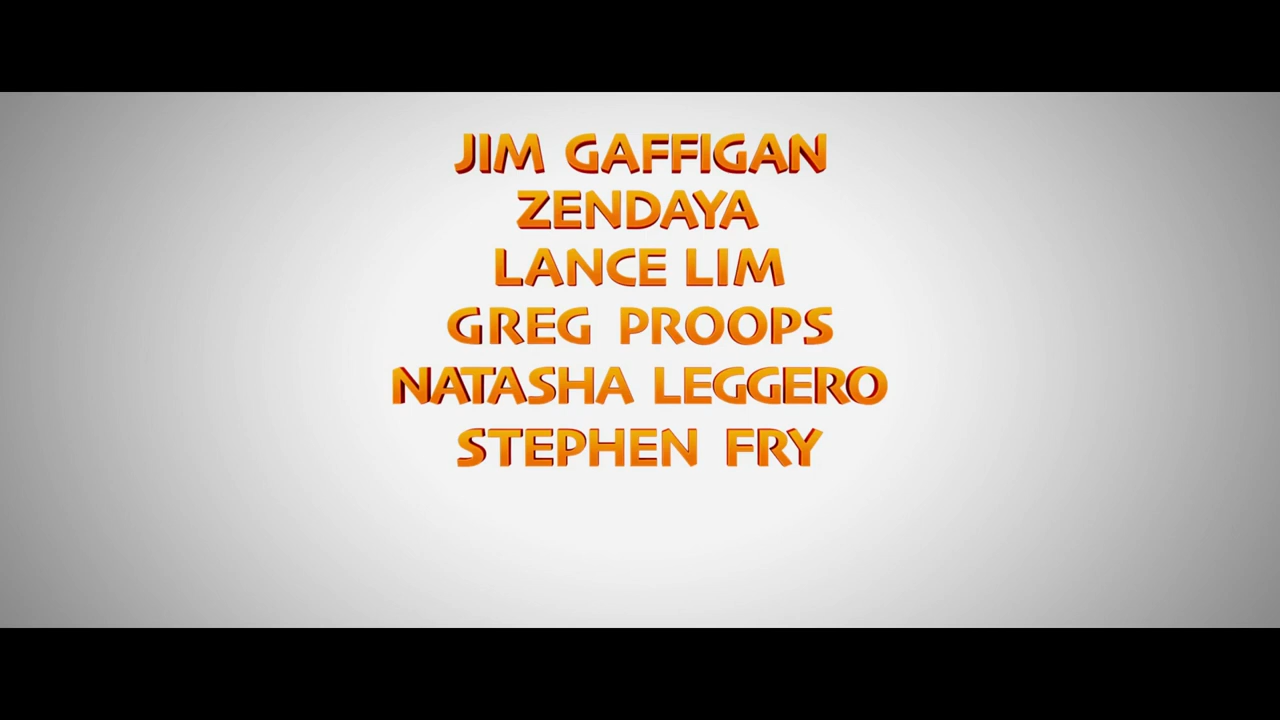 JIM GAFFIGAN
ZENDAYA
LANCE LIM
GREG PROOPS
NATASHA LEGGERO
STEPHEN FRY